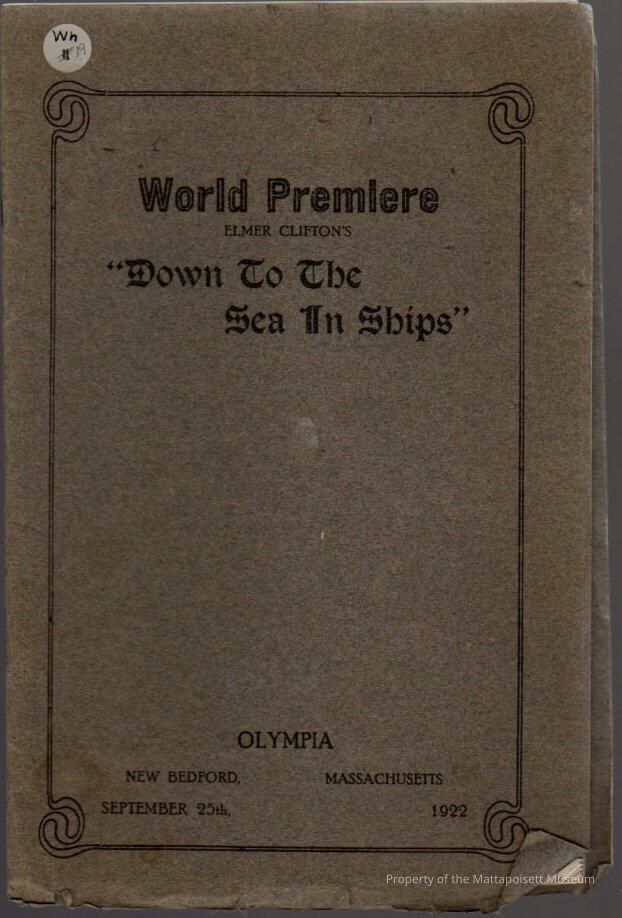 Wh
#19
World Premiere
ELMER CLIFTON'S
"Down To The
Sea In Ships"
OLYMPIA
NEW BEDFORD, MASSACHUSETTS
SEPTEMBER 25th, 1922
Property of the Mattapoisett Museum